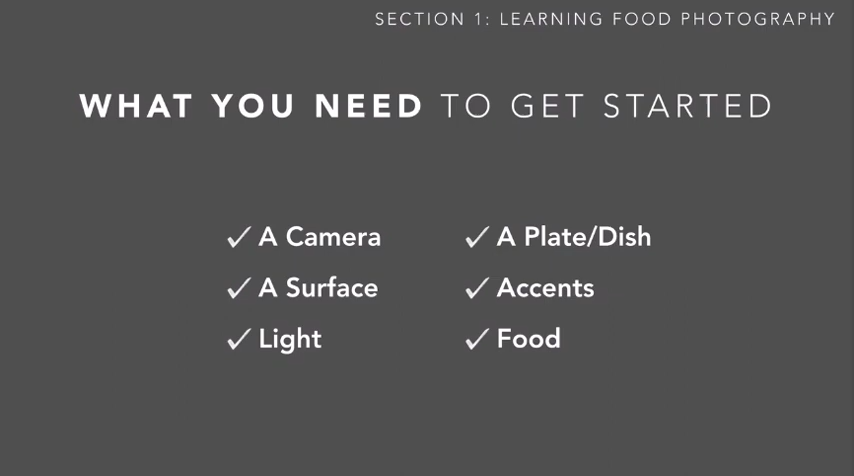 SECTION 1: LEARNING FOOD PHOTOGRAPHY
WHAT YOU NEED TO GET STARTED
✓ A Camera
✓ A Surface
✓ Light
✓ A Plate/Dish
✓ Accents
✓ Food